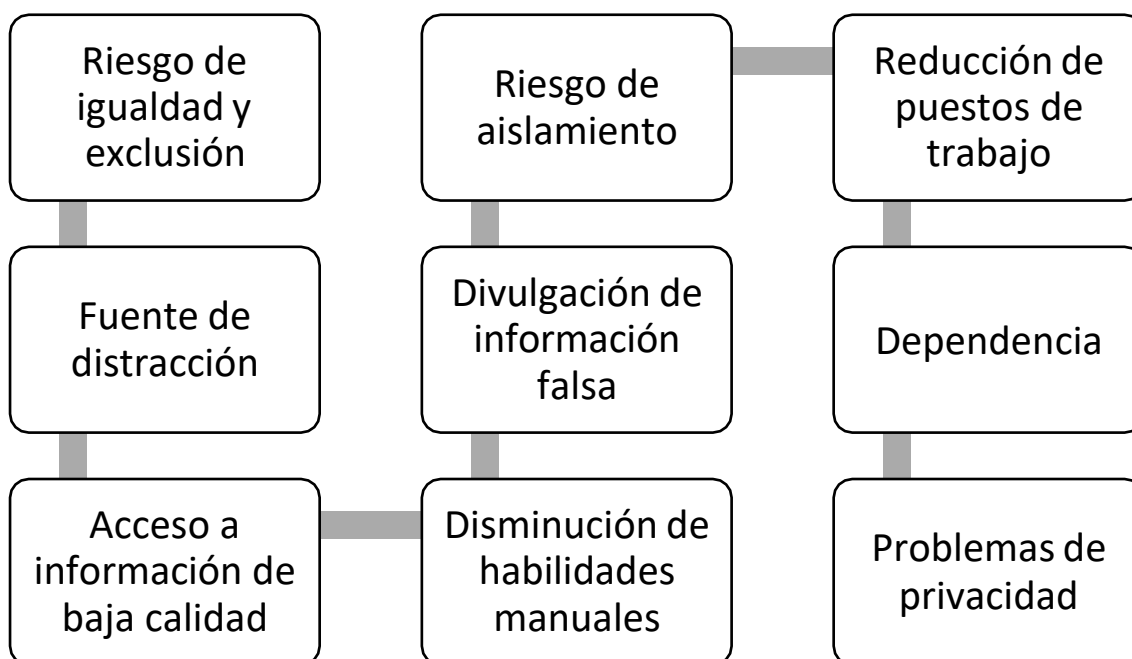 Riesgo de
igualdad y
exclusión
Fuente de
distracción
Acceso a
información de
baja calidad
Disminución de
habilidades
manuales
Divulgación de
información
falsa
Riesgo de
aislamiento
Reducción de
puestos de
trabajo
Dependencia
Problemas de
privacidad